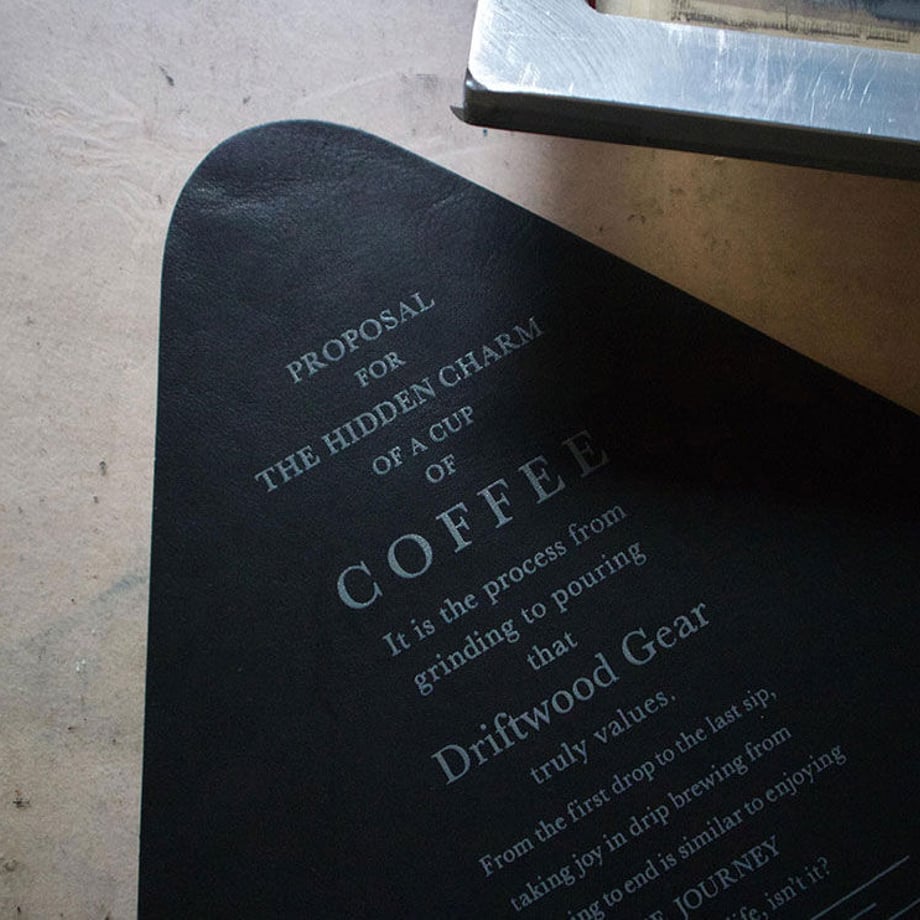 PROPOSAL
FOR
THE HIDDEN CHARM
OF A CUP
OF
COFFEE
It is the process from
grinding to pouring
that
Driftwood Gear
truly values.
From the first drop to the last sip,
taking joy in drip brewing from
to end is similar to enjoying
JOURNEY
isn't it?